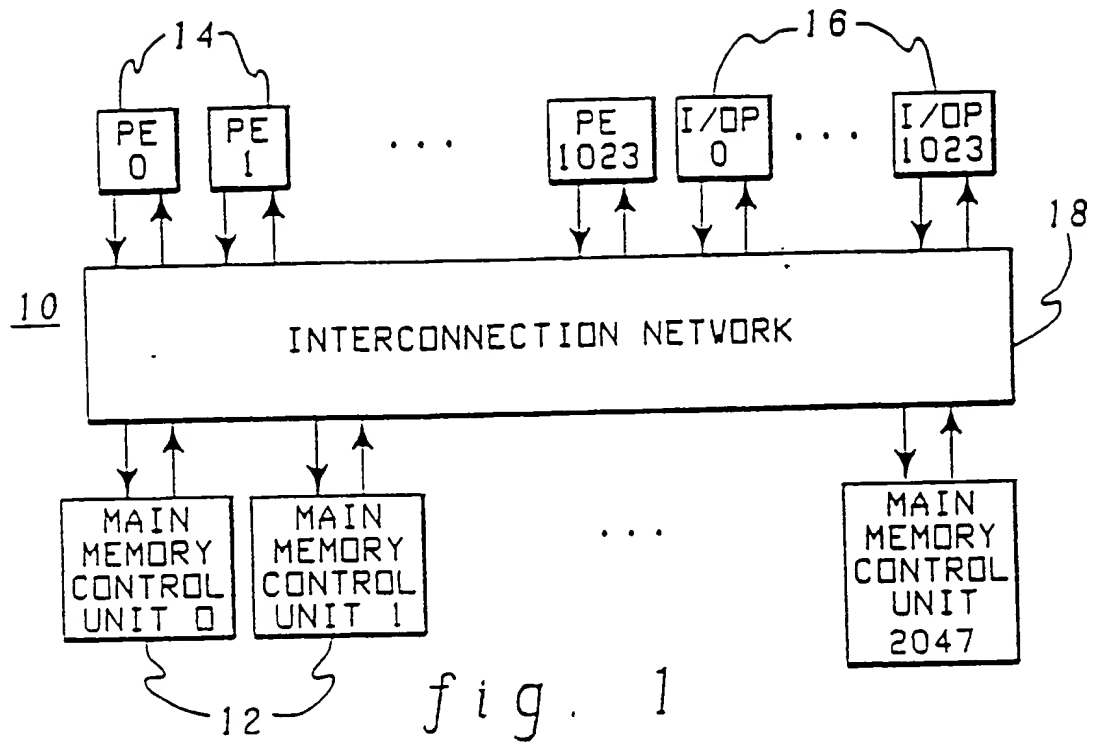 14
16
PE
0
PE
1
...
PE
1023
I/OP
0
...
I/OP
1023
18
10
INTERCONNECTION NETWORK
MAIN
MEMORY
CONTROL
UNIT 0
MAIN
MEMORY
CONTROL
UNIT 1
...
MAIN
MEMORY
CONTROL
UNIT
2047
12
fig. 1